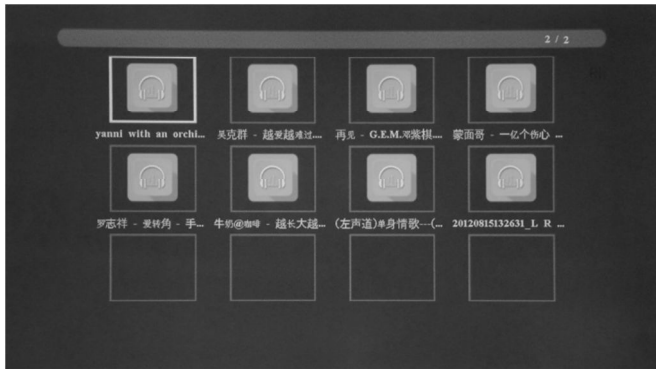 2 / 2
yanni with an orchi...
吴克群 - 越爱越难过....
再见 - G.E.M.邓紫棋....
蒙面哥 - 一亿个伤心 ...
罗志祥 - 爱转角 - 手...
牛奶@咖啡 - 越长大越...
(左声道)单身情歌---(...
20120815132631_L R ...